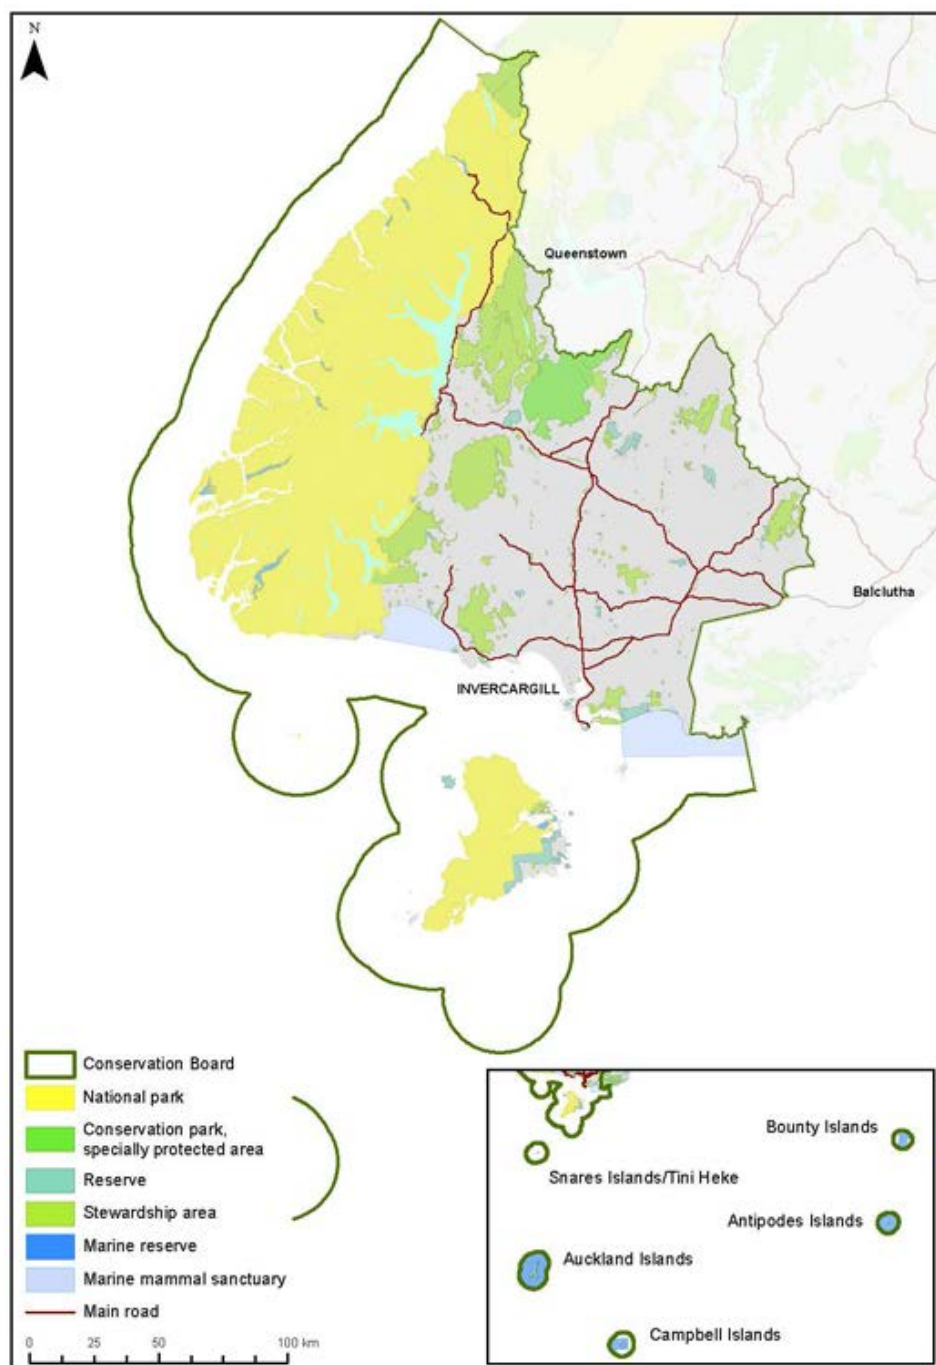 N
Queenstown
Balclutha
INVERCARGILL
Conservation Board
National park
Conservation park,
specially protected area
Reserve
Stewardship area
Marine reserve
Marine mammal sanctuary
Main road
0 25 50 100 km
Bounty Islands
Snares Islands/Tini Heke
Antipodes Islands
Auckland Islands
Campbell Islands